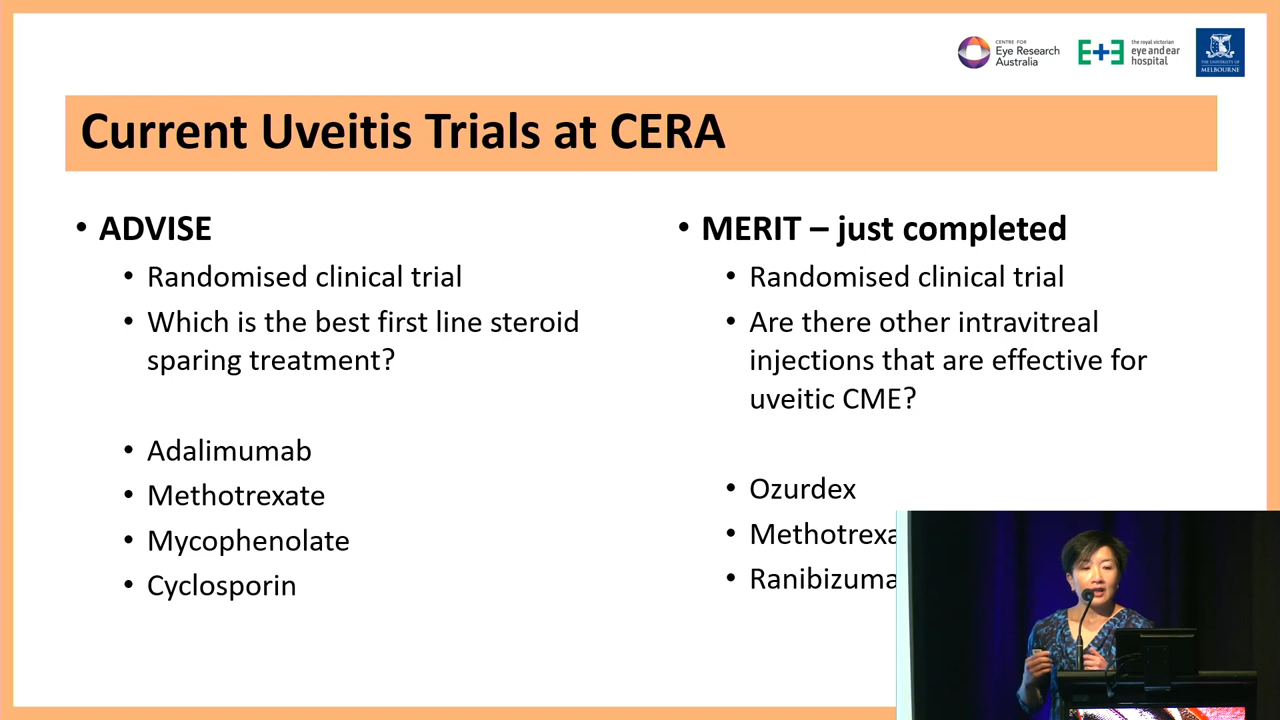 CENTRE FOR
Eye Research
Australia
E+E
the royal victorian
eye and ear
hospital
THE UNIVERSITY OF
MELBOURNE
Current Uveitis Trials at CERA
• ADVISE
• Randomised clinical trial
• Which is the best first line steroid
sparing treatment?
• Adalimumab
• Methotrexate
• Mycophenolate
• Cyclosporin
• MERIT – just completed
• Randomised clinical trial
• Are there other intravitreal
injections that are effective for
uveitic CME?
• Ozurdex
• Methotrexa
• Ranibizuma